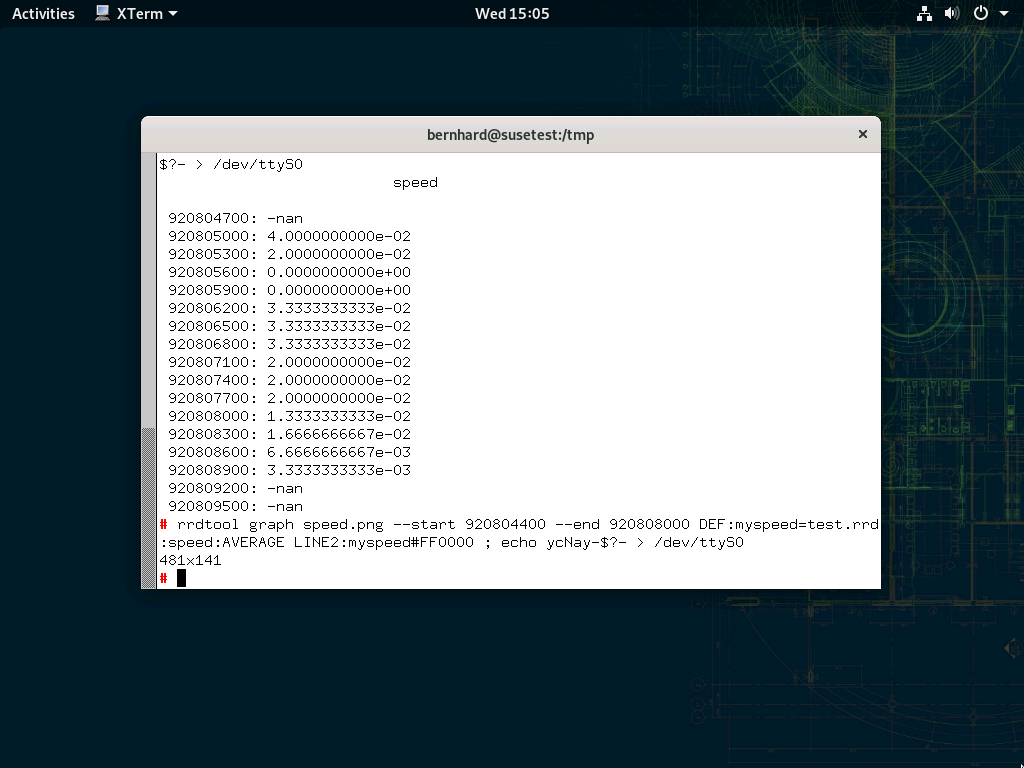 Activities XTerm Wed 15:05
bernhard@susetest:/tmp
$?- > /dev/ttyS0
speed
920804700: -nan
920805000: 4.0000000000e-02
920805300: 2.0000000000e-02
920805600: 0.0000000000e+00
920805900: 0.0000000000e+00
920806200: 3.3333333333e-02
920806500: 3.3333333333e-02
920806800: 3.3333333333e-02
920807100: 2.0000000000e-02
920807400: 2.0000000000e-02
920807700: 2.0000000000e-02
920808000: 1.3333333333e-02
920808300: 1.6666666667e-02
920808600: 6.6666666667e-03
920808900: 3.3333333333e-03
920809200: -nan
920809500: -nan
# rrdtool graph speed.png --start 920804400 --end 920808000 DEF:myspeed=test.rrd
:speed:AVERAGE LINE2:myspeed#FF0000 ; echo ycNay-$?- > /dev/ttyS0
481x141
#